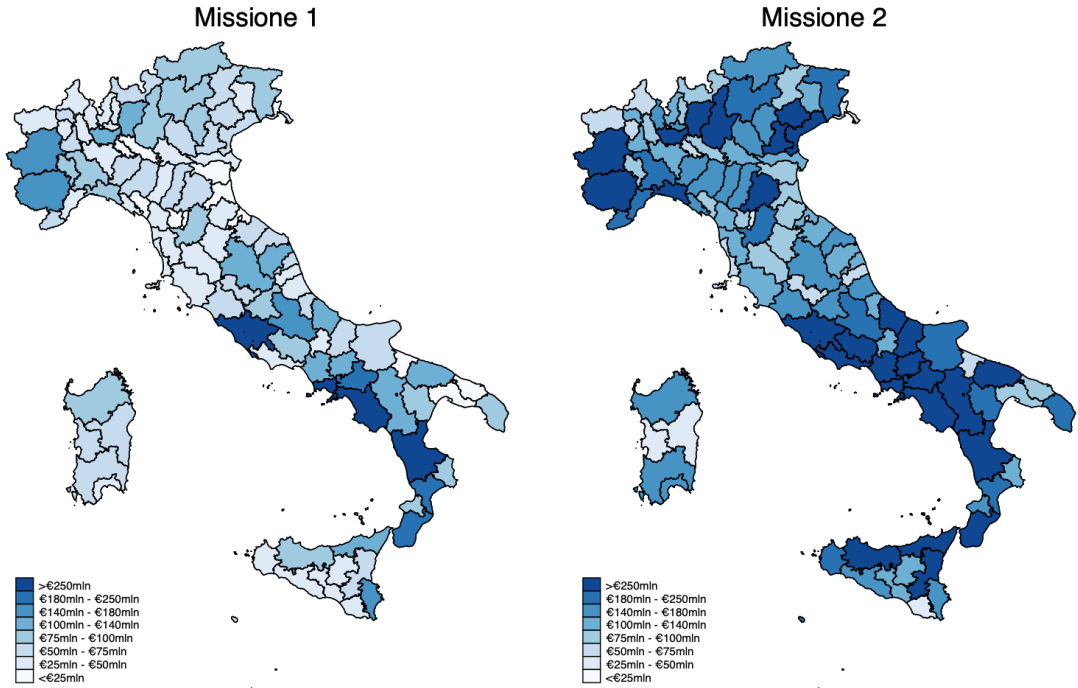 Missione 1
Missione 2
>€250mln
€180mln - €250mln
€140mln - €180mln
€100mln - €140mln
€75mln - €100mln
€50mln - €75mln
€25mln - €50mln
<€25mln
>€250mln
€180mln - €250mln
€140mln - €180mln
€100mln - €140mln
€75mln - €100mln
€50mln - €75mln
€25mln - €50mln
<€25mln